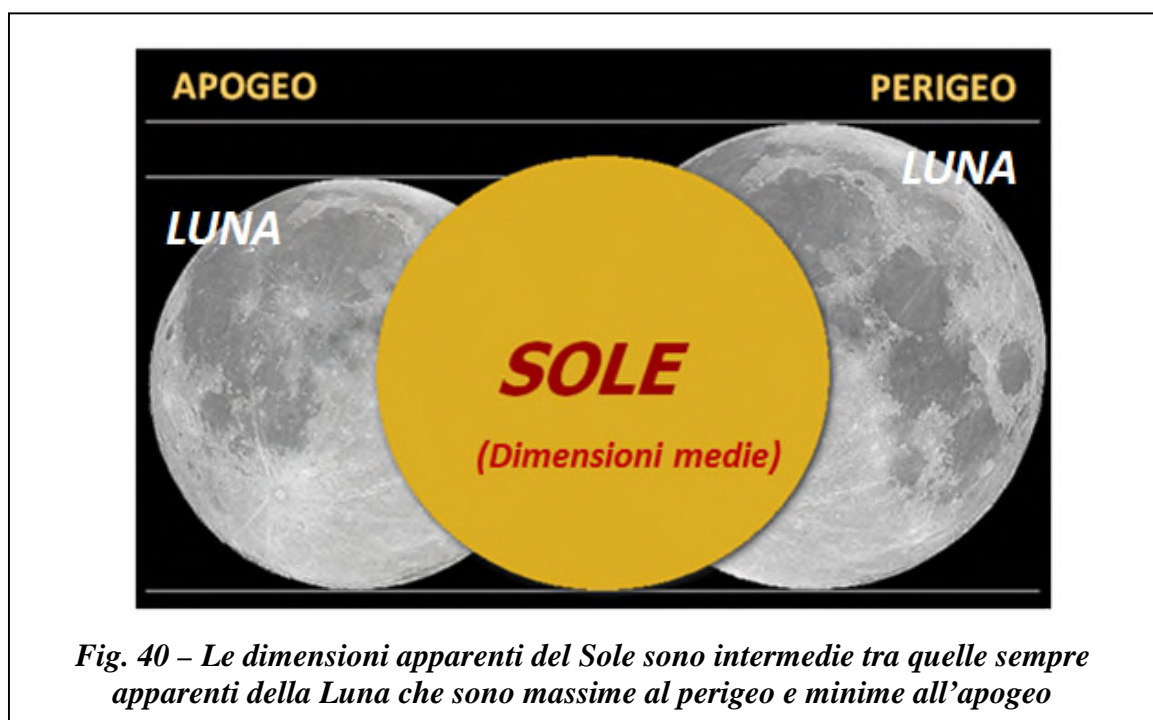 APOGEO
PERIGEO
LUNA
LUNA
SOLE
(Dimensioni medie)
Fig. 40 – Le dimensioni apparenti del Sole sono intermedie tra quelle sempre
apparenti della Luna che sono massime al perigeo e minime all’apogeo